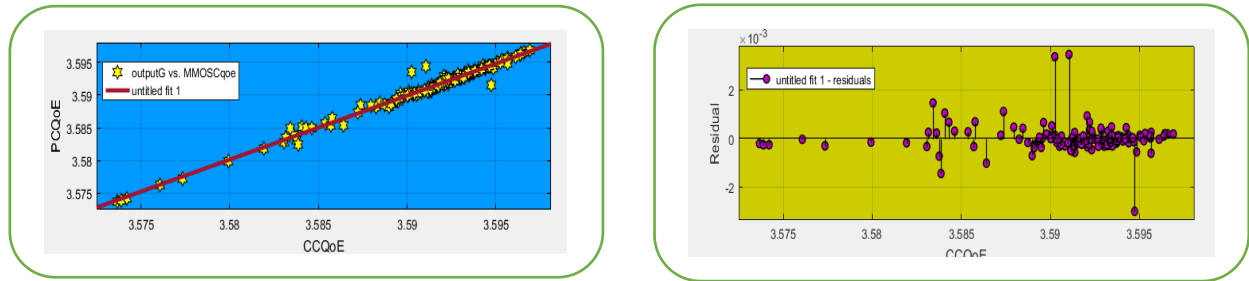 3.595
3.59
3.585
3.58
3.575
PCQoE
outputG vs. MMOSCqoe
untitled fit 1
3.575 3.58 3.585 3.59 3.595
CCQoE
×10-3
2
0
-2
Residual
untitled fit 1 - residuals
3.575 3.58 3.585 3.59 3.595
CCQoE